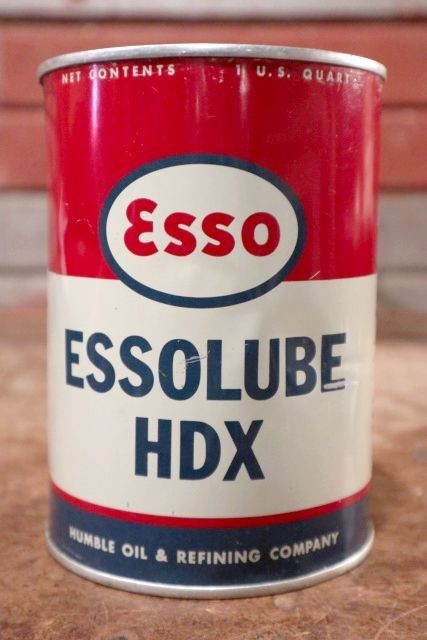 NET CONTENTS 1 U.S. QUART
Esso
ESSOLUBE
HDX
HUMBLE OIL & REFINING COMPANY